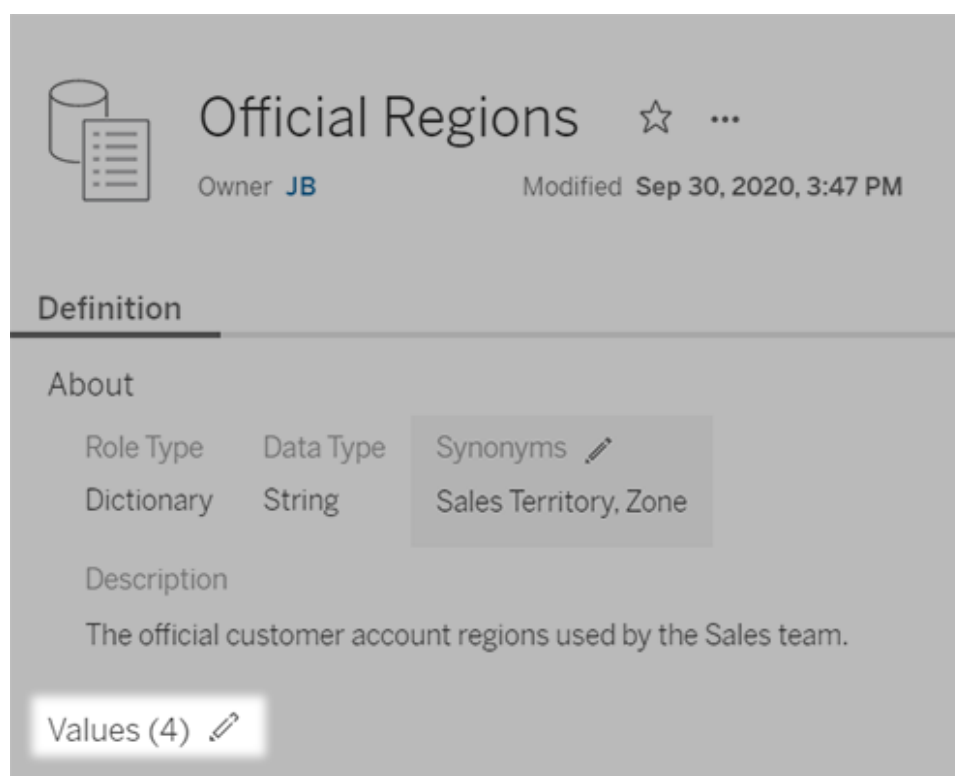 Official Regions
Owner JB Modified Sep 30, 2020, 3:47 PM
Definition
About
Role Type Data Type Synonyms
Dictionary String Sales Territory, Zone
Description
The official customer account regions used by the Sales team.
Values (4)